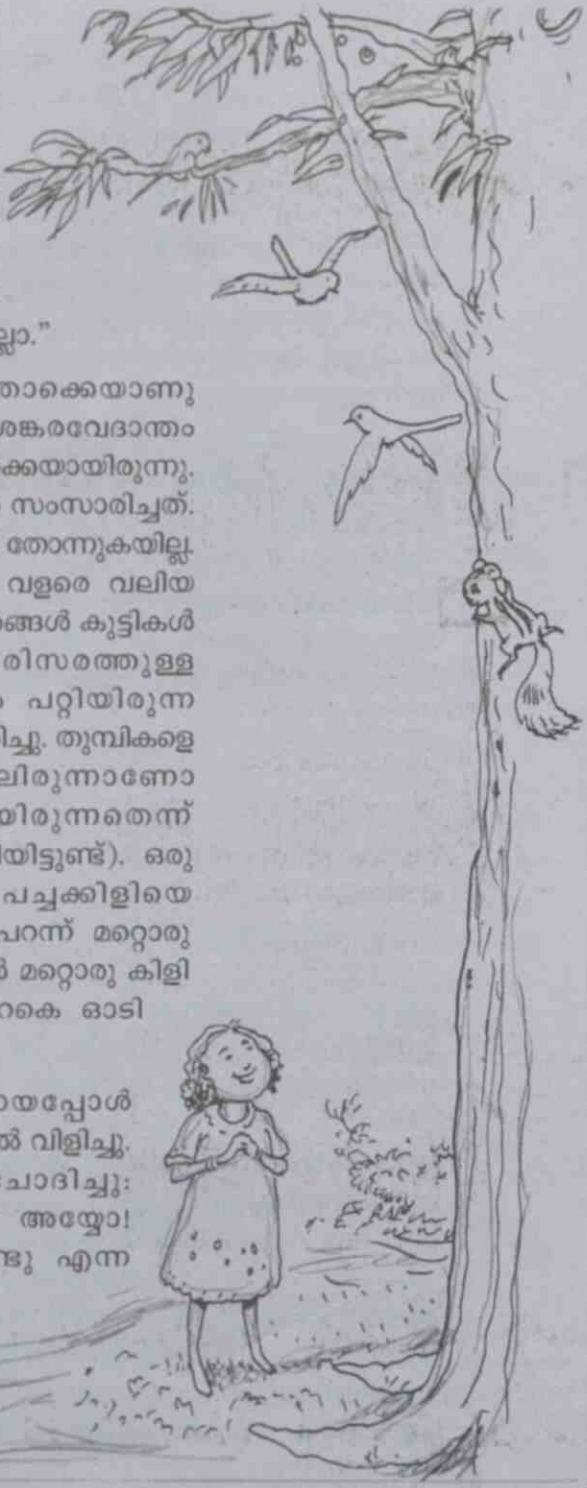 ല്ലാ.”
താക്കെയാണു
ശങ്കരവേദാന്തം
ക്കയായിരുന്നു.
സംസാരിച്ചത്.
തോന്നുകയില്ല.
വളരെ വലിയ
ങ്ങൾ കുട്ടികൾ
രിസരത്തുള്ള
പറ്റിയിരുന്ന
ിച്ചു. തുമ്പികളെ
ലിരുന്നാണോ
യിരുന്നതെന്ന്
ിയിട്ടുണ്ട്). ഒരു
പച്ചക്കിളിയെ
പറന്ന് മറ്റൊരു
ൽ മറ്റൊരു കിളി
റകെ ഓടി
യപ്പോൾ
ൽ വിളിച്ചു.
ചോദിച്ചു:
അയ്യോ!
ണ്ടു എന്ന